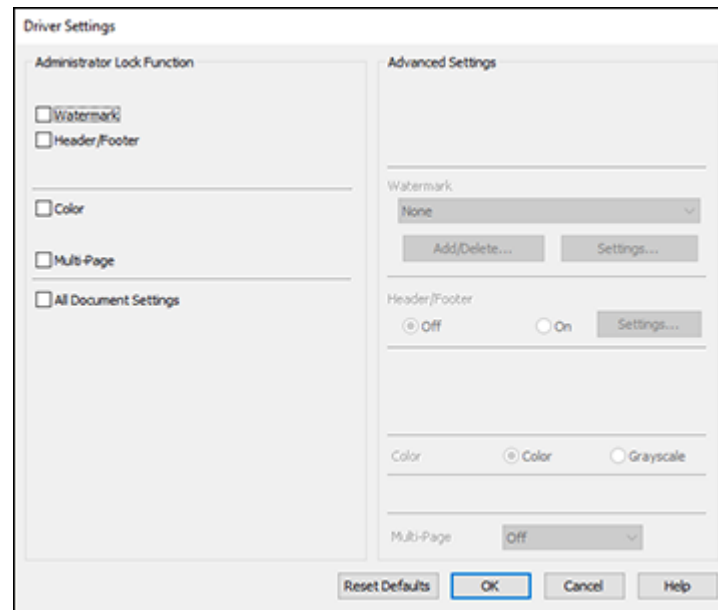 Driver Settings
Administrator Lock Function
Watermark
Header/Footer
Color
Multi-Page
All Document Settings
Advanced Settings
Watermark
None
Add/Delete... Settings...
Header/Footer
Off On Settings...
Color Color Grayscale
Multi-Page Off
Reset Defaults OK Cancel Help